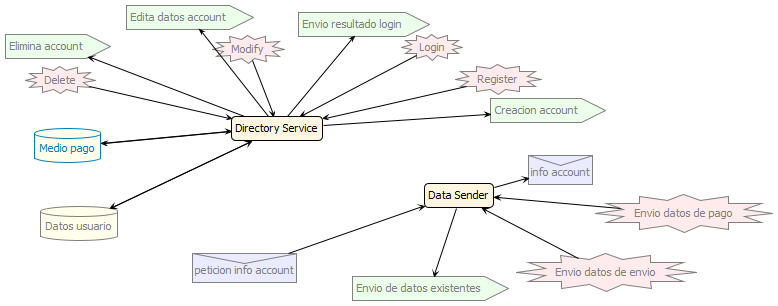 Edita datos account
Envio resultado login
Elimina account
Modify
Login
Delete
Register
Creacion account
Directory Service
Medio pago
info account
Data Sender
Envio datos de pago
Datos usuario
peticion info account
Envio datos de envio
Envio de datos existentes